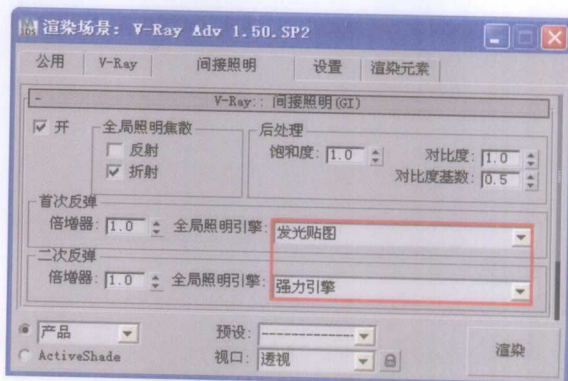 渲染场景: V-Ray Adv 1.50.SP2
公用 V-Ray 间接照明 设置 渲染元素
- V-Ray:: 间接照明(GI)
开 全局照明焦散 后处理
反射 饱和度: 1.0 对比度: 1.0
折射 对比度基数: 0.5
首次反弹
倍增器: 1.0 全局照明引擎: 发光贴图
二次反弹
倍增器: 1.0 全局照明引擎: 强力引擎
产品 预设: --------------
ActiveShade 视口: 透视 渲染